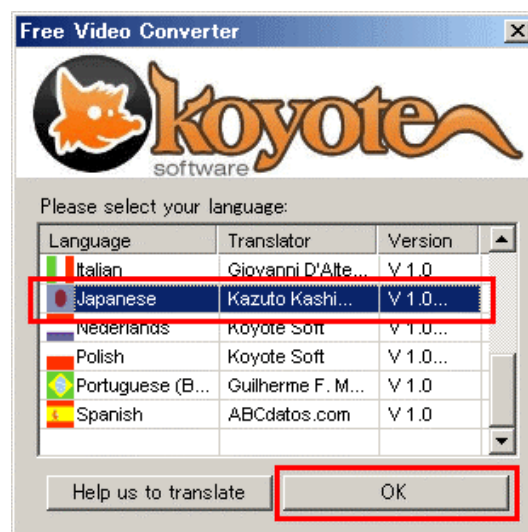 Free Video Converter
koyote
software
Please select your language:
Language Translator Version
Italian Giovanni D'Alte... V 1.0
Japanese Kazuto Kashi... V 1.0...
Nederlands Koyote Soft V 1.0...
Polish Koyote Soft V 1.0...
Portuguese (B... Guilherme F. M... V 1.0
Spanish ABCdatos.com V 1.0
Help us to translate OK